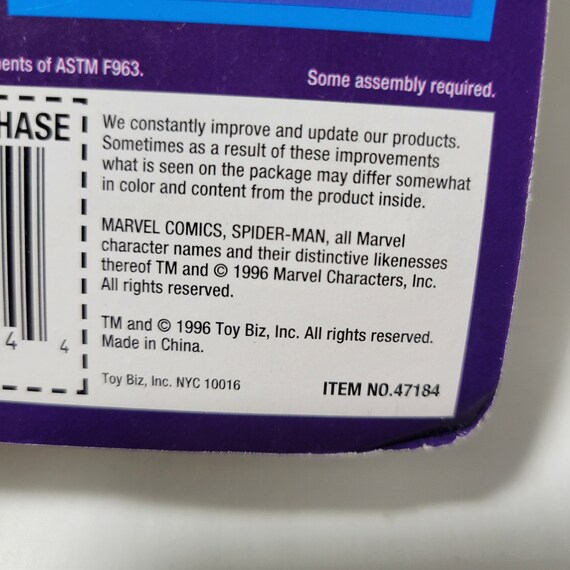 ents of ASTM F963.
Some assembly required.
HASE
We constantly improve and update our products.
Sometimes as a result of these improvements
what is seen on the package may differ somewhat
in color and content from the product inside.
MARVEL COMICS, SPIDER-MAN, all Marvel
character names and their distinctive likenesses
thereof TM and © 1996 Marvel Characters, Inc.
All rights reserved.
TM and © 1996 Toy Biz, Inc. All rights reserved.
Made in China.
4 4
Toy Biz, Inc. NYC 10016
ITEM NO.47184